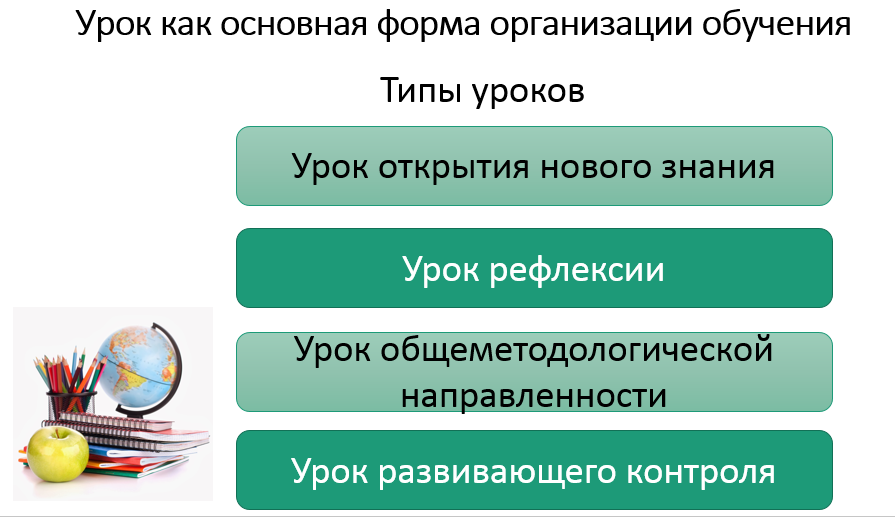 Урок как основная форма организации обучения
Типы уроков
Урок открытия нового знания
Урок рефлексии
Урок общеметодологической
направленности
Урок развивающего контроля